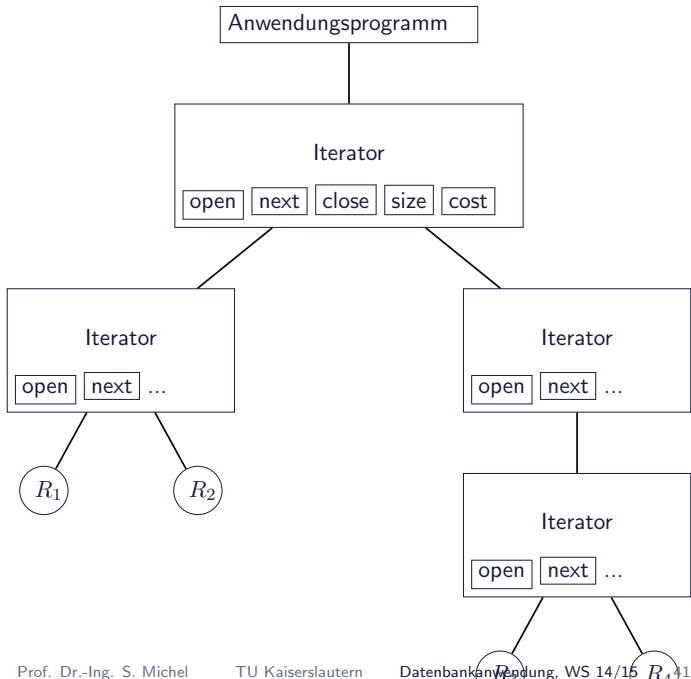 Anwendungsprogramm
Iterator
open next close size cost
Iterator
open next ...
Iterator
open next ...
R₁ R₂
Iterator
open next ...
Prof. Dr.-Ing. S. Michel TU Kaiserslautern Datenbankanwendung, WS 14/15 41